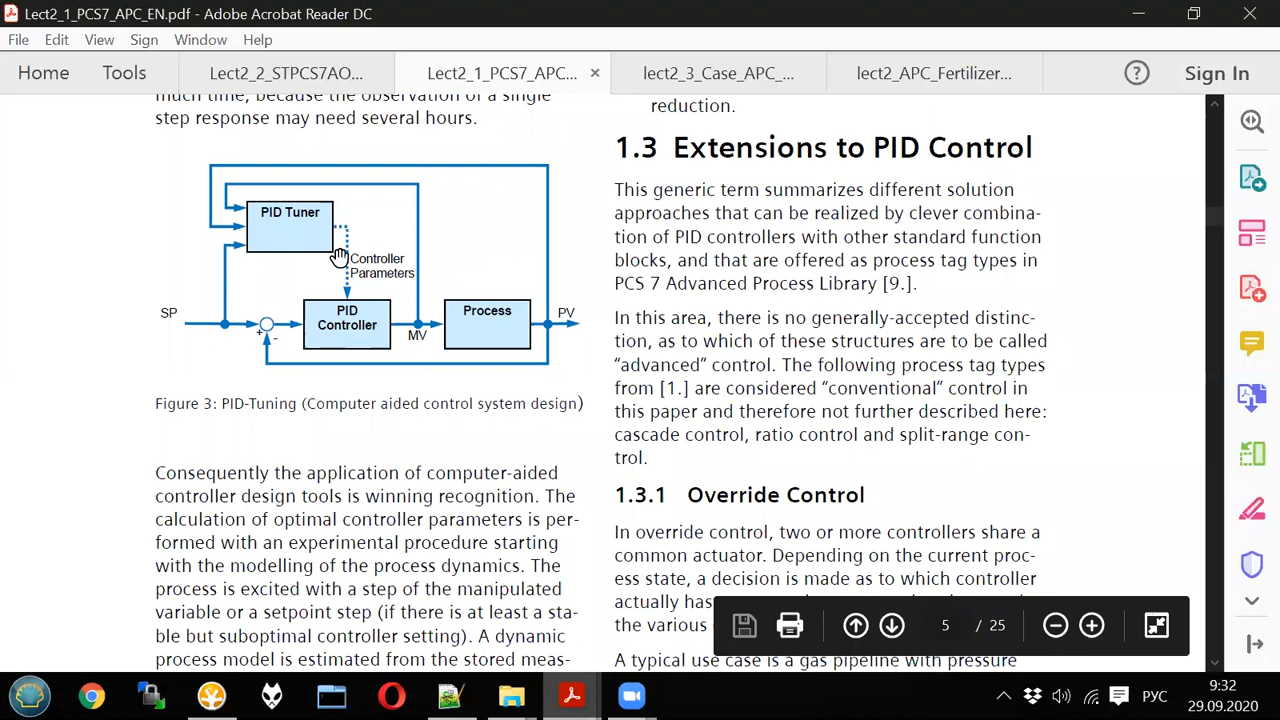 Lect2_1_PCS7_APC_EN.pdf - Adobe Acrobat Reader DC
File Edit View Sign Window Help
Home Tools Lect2_2_STPCS7AO... Lect2_1_PCS7_APC... × lect2_3_Case_APC_... lect2_APC_Fertilizer... Sign In
much time, because the observation of a single
step response may need several hours.
PID Tuner
Controller
Parameters
SP
+
-
PID
Controller
MV
Process
PV
Figure 3: PID-Tuning (Computer aided control system design)
Consequently the application of computer-aided
controller design tools is winning recognition. The
calculation of optimal controller parameters is per-
formed with an experimental procedure starting
with the modelling of the process dynamics. The
process is excited with a step of the manipulated
variable or a setpoint step (if there is at least a sta-
ble but suboptimal controller setting). A dynamic
process model is estimated from the stored meas-
reduction.
1.3 Extensions to PID Control
This generic term summarizes different solution
approaches that can be realized by clever combina-
tion of PID controllers with other standard function
blocks, and that are offered as process tag types in
PCS 7 Advanced Process Library [9.].
In this area, there is no generally-accepted distinc-
tion, as to which of these structures are to be called
“advanced” control. The following process tag types
from [1.] are considered “conventional” control in
this paper and therefore not further described here:
cascade control, ratio control and split-range con-
trol.
1.3.1 Override Control
In override control, two or more controllers share a
common actuator. Depending on the current proc-
ess state, a decision is made as to which controller
actually has
the various
A typical use case is a gas pipeline with pressure
5 / 25
РУС
9:32
29.09.2020